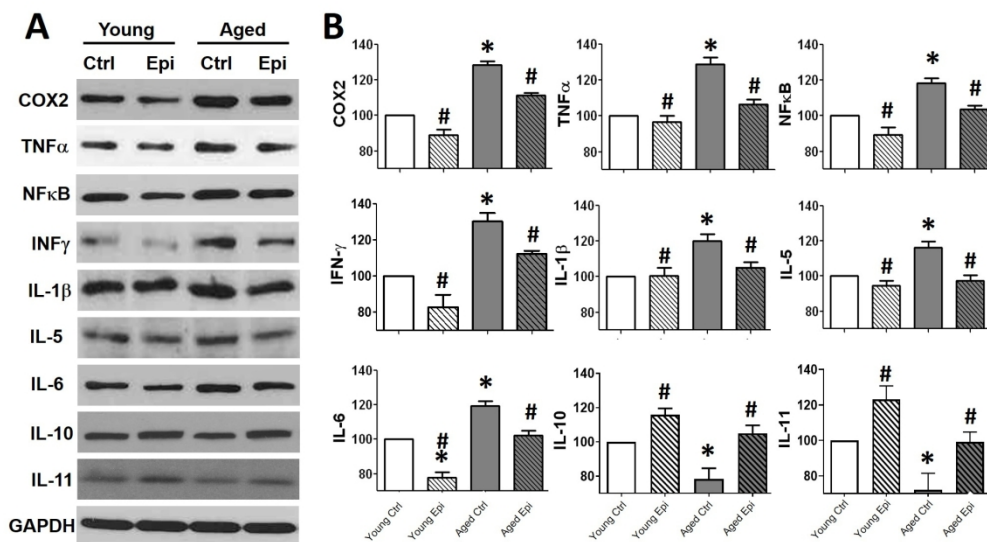 A
Young Aged
Ctrl Epi Ctrl Epi
COX2
TNFα
NFκB
INFγ
IL-1β
IL-5
IL-6
IL-10
IL-11
GAPDH
B
COX2
140
120
100
80
# * #
TNFα
140
120
100
80
# * #
NFκB
140
120
100
80
# * #
IFN-γ
140
120
100
80
# * #
IL-1β
140
120
100
80
# * #
IL-5
140
120
100
80
# * #
IL-6
140
120
100
80
#
* * #
Young Ctrl Young Epi Aged Ctrl Aged Epi
IL-10
140
120
100
80
# * #
Young Ctrl Young Epi Aged Ctrl Aged Epi
IL-11
140
120
100
80
# * #
Young Ctrl Young Epi Aged Ctrl Aged Epi